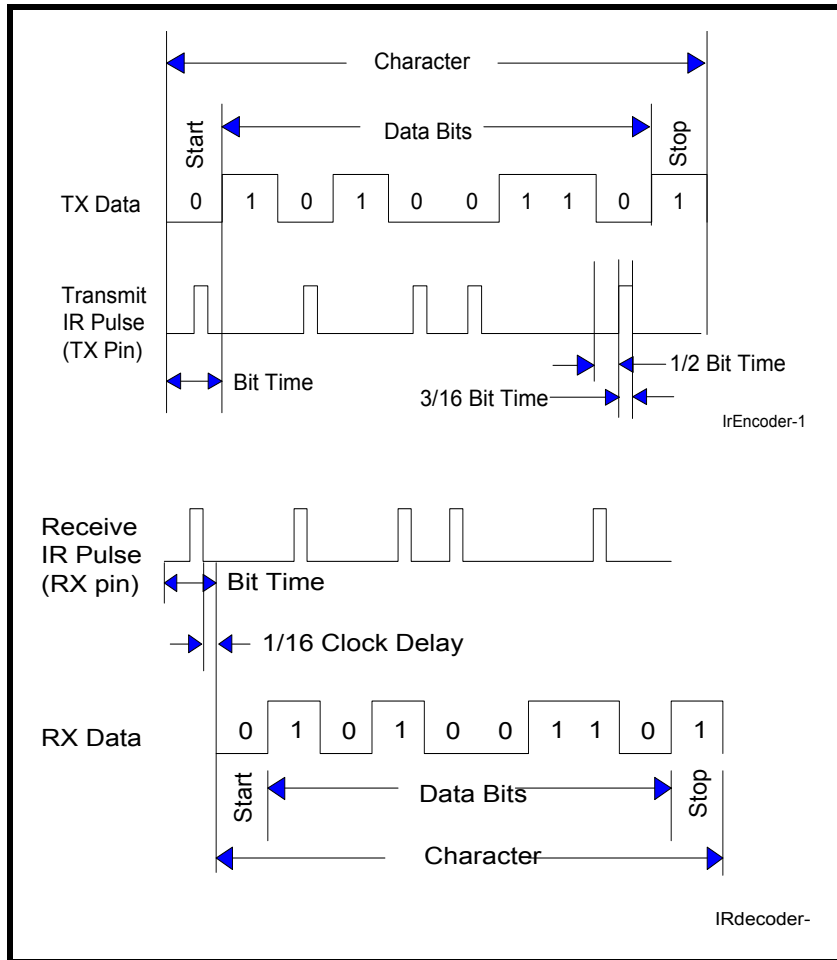 Character
Start
Data Bits
Stop
TX Data
0 1 0 1 0 0 1 1 0 1
Transmit
IR Pulse
(TX Pin)
Bit Time
1/2 Bit Time
3/16 Bit Time
IrEncoder-1
Receive
IR Pulse
(RX pin)
Bit Time
1/16 Clock Delay
RX Data
0 1 0 1 0 0 1 1 0 1
Start
Data Bits
Stop
Character
IRdecoder-